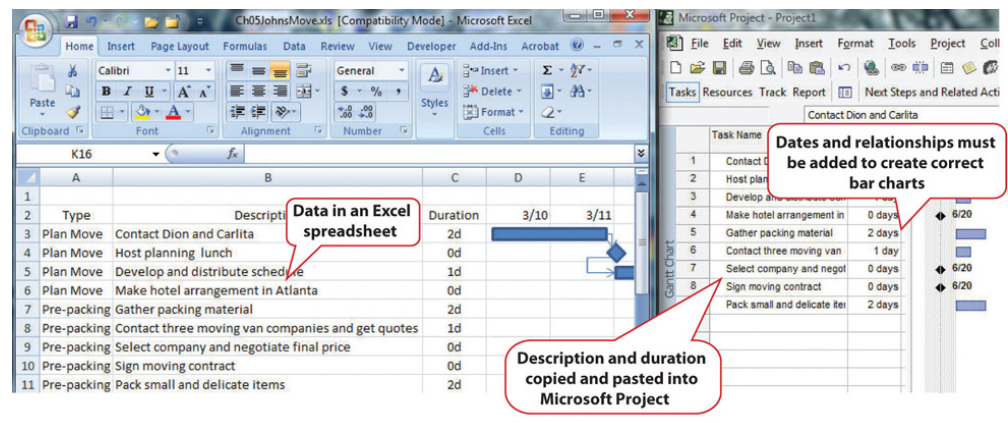 Ch05JohnsMove.xls [Compatibility Mode] - Microsoft Excel
Home Insert Page Layout Formulas Data Review View Developer Add-Ins Acrobat
Calibri 11 General Insert Σ
Paste B I U A A $ % , Styles Delete
.00 Format
Clipboard Font Alignment Number Cells Editing
K16 fx
A B C D E
1
2 Type Descripti Duration 3/10 3/11
3 Plan Move Contact Dion and Carlita 2d
4 Plan Move Host planning lunch 0d
5 Plan Move Develop and distribute schedule 1d
6 Plan Move Make hotel arrangement in Atlanta 0d
7 Pre-packing Gather packing material 2d
8 Pre-packing Contact three moving van companies and get quotes 1d
9 Pre-packing Select company and negotiate final price 0d
10 Pre-packing Sign moving contract 0d
11 Pre-packing Pack small and delicate items 2d
Data in an Excel
spreadsheet
Microsoft Project - Project1
File Edit View Insert Format Tools Project Coll
Tasks Resources Track Report Next Steps and Related Acti
Contact Dion and Carlita
Task Name
1 Contact D
2 Host plan
3 Develop
4 Make hotel arrangement in 0 days 6/20
5 Gather packing material 2 days
6 Contact three moving van 1 day
7 Select company and negot 0 days 6/20
8 Sign moving contract 0 days 6/20
Pack small and delicate iter 2 days
Gantt Chart
Dates and relationships must
be added to create correct
bar charts
Description and duration
copied and pasted into
Microsoft Project